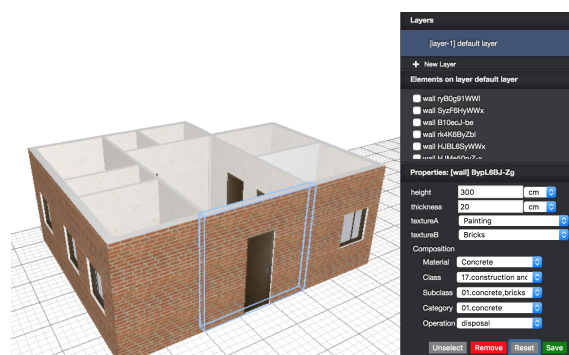 Layers
[layer-1] default layer
+ New Layer
Elements on layer default layer
wall ryB0g91WWl
wall SyzF6HyWWx
wall B10ecJ-be
wall rk4K6ByZbl
wall HJBL6SyWWx
Properties: [wall] BypL6BJ-Zg
height 300 cm
thickness 20 cm
textureA Painting
textureB Bricks
Composition
Material Concrete
Class 17.construction anc
Subclass 01.concrete,bricks
Category 01.concrete
Operation disposal
Unselect Remove Reset Save